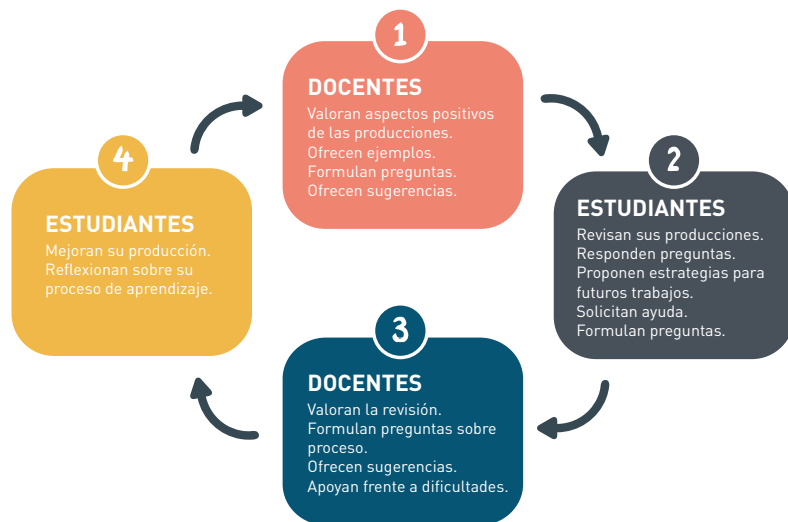 1
DOCENTES
Valoran aspectos positivos
de las producciones.
Ofrecen ejemplos.
Formulan preguntas.
Ofrecen sugerencias.
2
ESTUDIANTES
Revisan sus producciones.
Responden preguntas.
Proponen estrategias para
futuros trabajos.
Solicitan ayuda.
Formulan preguntas.
3
DOCENTES
Valoran la revisión.
Formulan preguntas sobre
proceso.
Ofrecen sugerencias.
Apoyan frente a dificultades.
4
ESTUDIANTES
Mejoran su producción.
Reflexionan sobre su
proceso de aprendizaje.